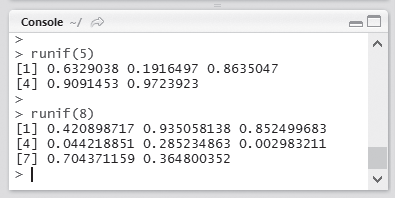 Console ~/
>
> runif(5)
[1] 0.6329038 0.1916497 0.8635047
[4] 0.9091453 0.9723923
>
> runif(8)
[1] 0.420898717 0.935058138 0.852499683
[4] 0.044218851 0.285234863 0.002983211
[7] 0.704371159 0.364800352
>